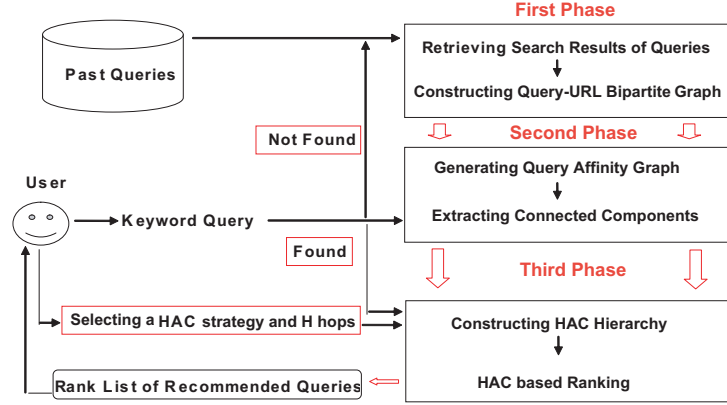 First Phase
Retrieving Search Results of Queries
Past Queries
Constructing Query-URL Bipartite Graph
Not Found
Second Phase
Generating Query Affinity Graph
User
Keyword Query
Extracting Connected Components
Found
Third Phase
Selecting a HAC strategy and H hops
Constructing HAC Hierarchy
Rank List of Recommended Queries
HAC based Ranking